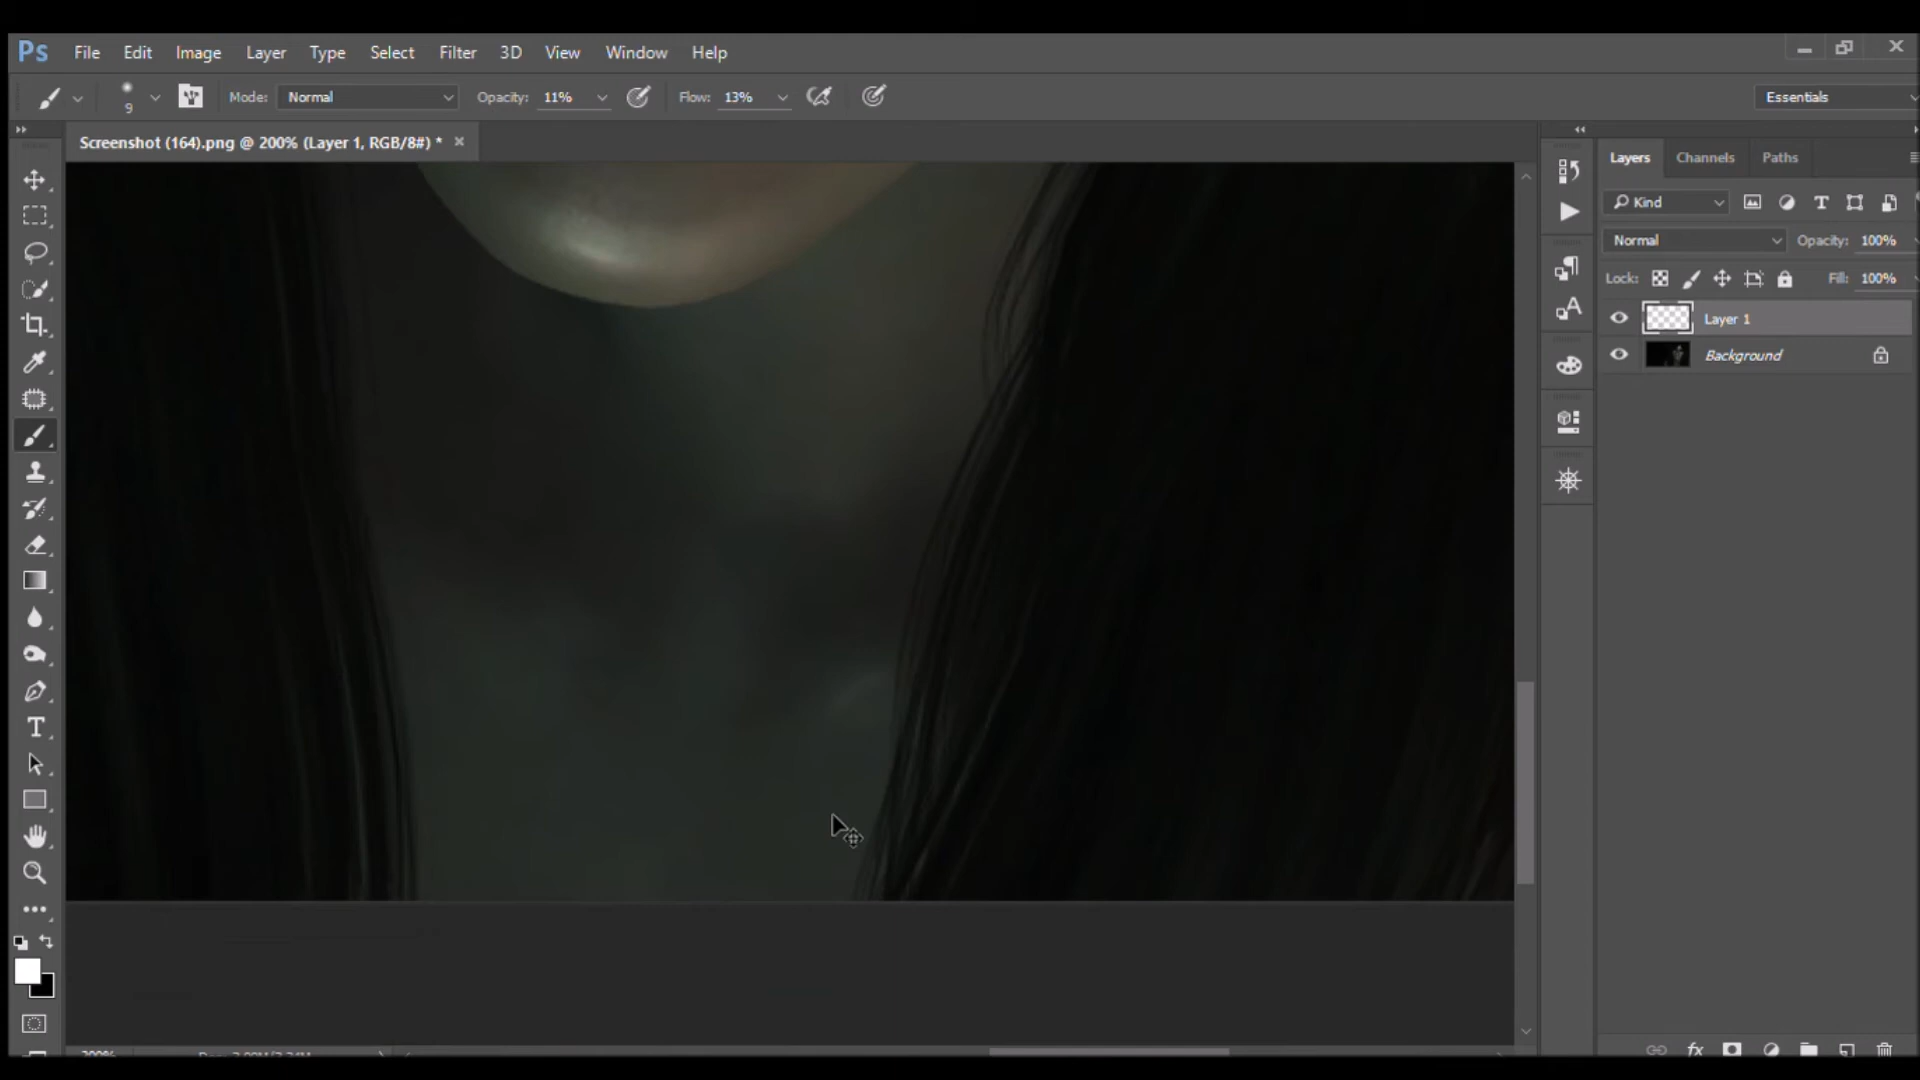 Ps File Edit Image Layer Type Select Filter 3D View Window Help
9 Mode: Normal Opacity: 11% Flow: 13% Essentials
Screenshot (164).png @ 200% (Layer 1, RGB/8#) *
Layers Channels Paths
Kind
Normal Opacity: 100%
Lock: Fill: 100%
Layer 1
Background
200%
fx